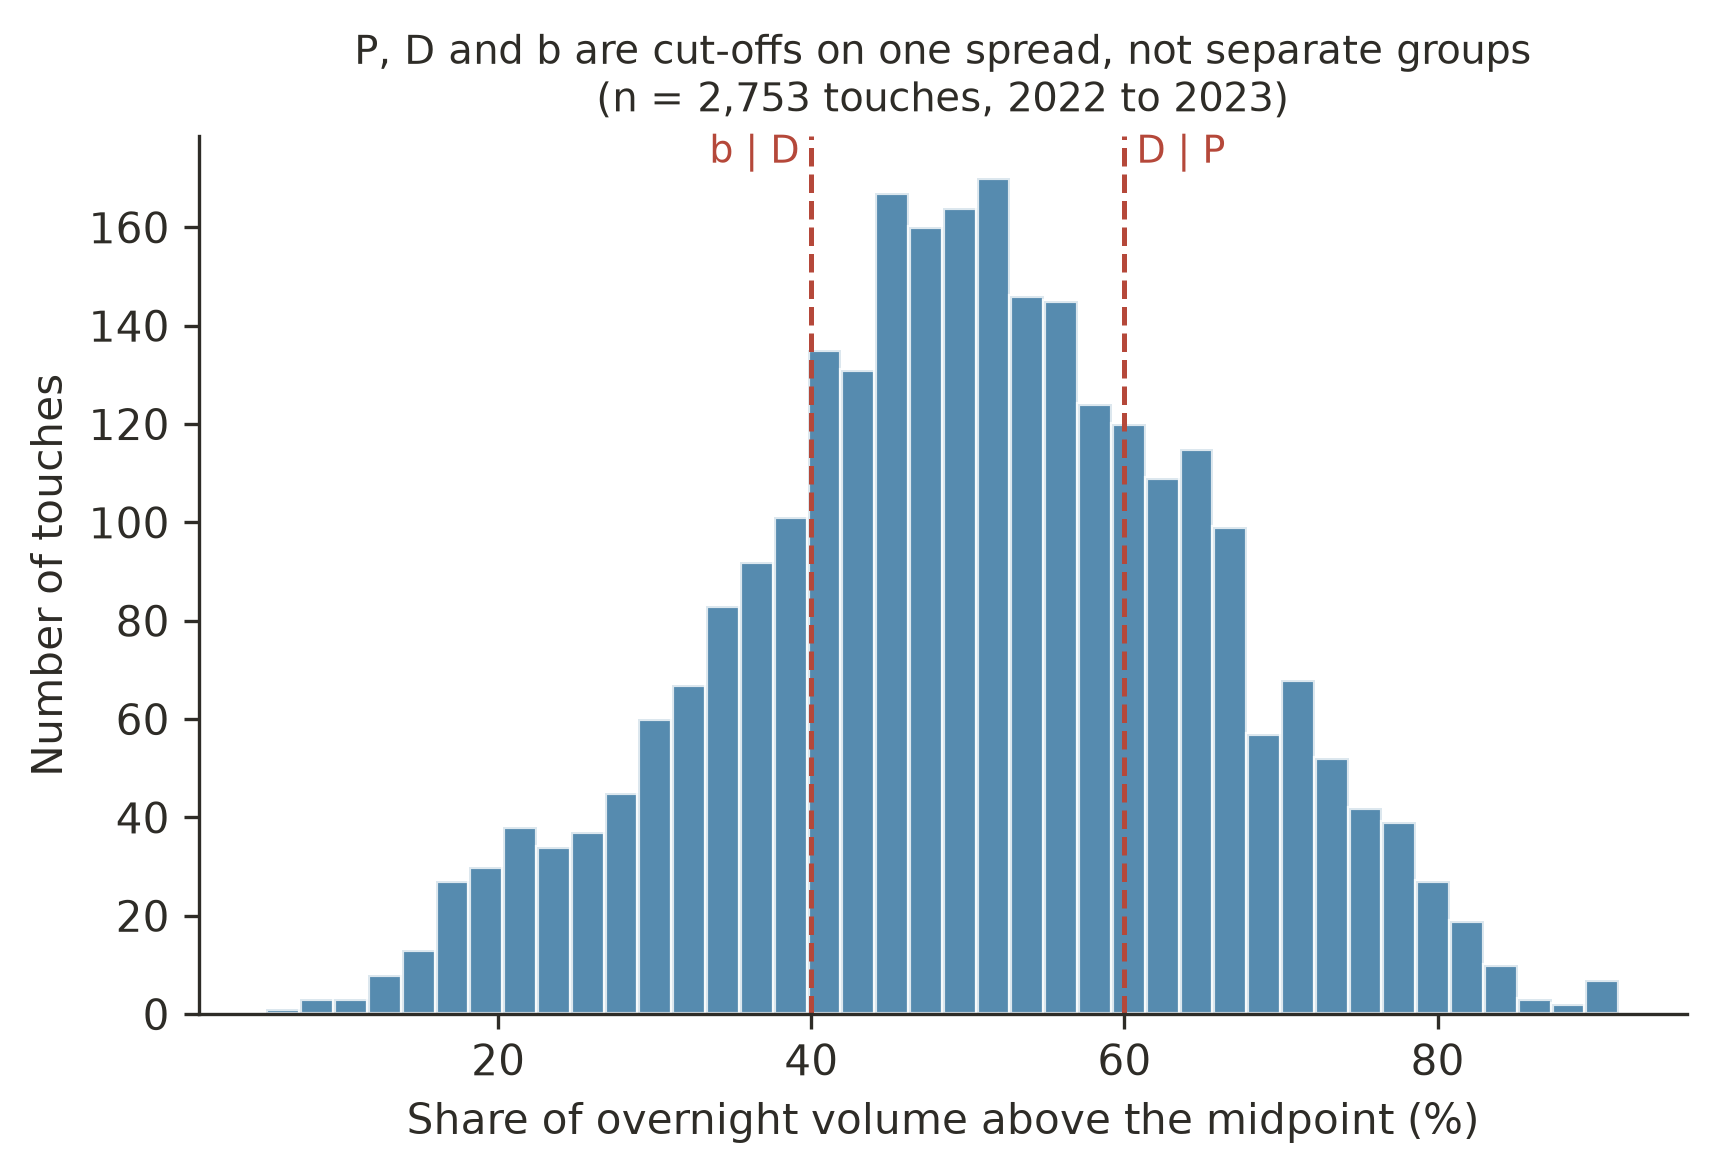 P, D and b are cut-offs on one spread, not separate groups
(n = 2,753 touches, 2022 to 2023)
b | D
D | P
160
140
120
100
80
60
40
20
0
Number of touches
20
40
60
80
Share of overnight volume above the midpoint (%)